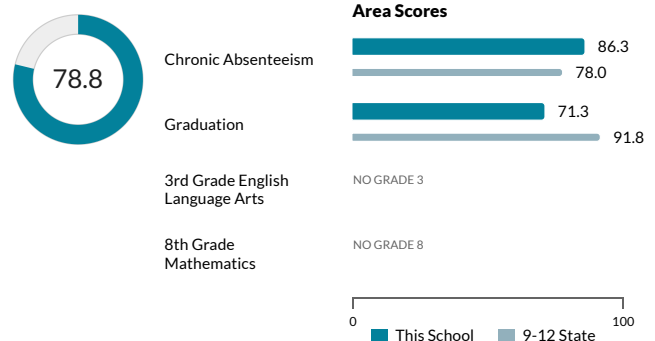 Area Scores
78.8
Chronic Absenteeism
86.3
78.0
Graduation
71.3
91.8
3rd Grade English
Language Arts
NO GRADE 3
8th Grade
Mathematics
NO GRADE 8
0
100
This School
9-12 State